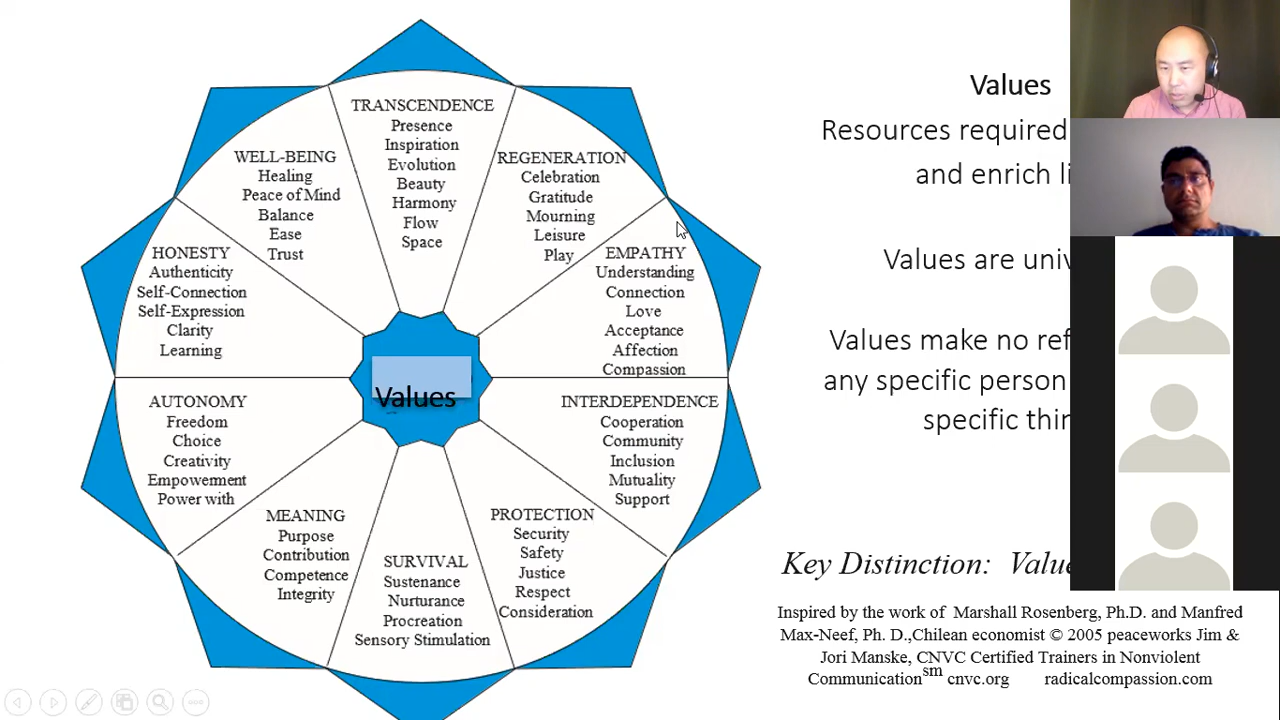 TRANSCENDENCE
Presence
Inspiration
Evolution
Beauty
Harmony
Flow
Space
REGENERATION
Celebration
Gratitude
Mourning
Leisure
Play
EMPATHY
Understanding
Connection
Love
Acceptance
Affection
Compassion
INTERDEPENDENCE
Cooperation
Community
Inclusion
Mutuality
Support
PROTECTION
Security
Safety
Justice
Respect
Consideration
SURVIVAL
Sustenance
Nurturance
Procreation
Sensory Stimulation
MEANING
Purpose
Contribution
Competence
Integrity
AUTONOMY
Freedom
Choice
Creativity
Empowerment
Power with
HONESTY
Authenticity
Self-Connection
Self-Expression
Clarity
Learning
WELL-BEING
Healing
Peace of Mind
Balance
Ease
Trust
Values
Values
Resources required
and enrich
Values are
Values make no
any specific person
specific
Key Distinction:
Inspired by the work of Marshall Rosenberg, Ph.D. and Manfred
Max-Neef, Ph. D.,Chilean economist © 2005 peaceworks Jim &
Jori Manske, CNVC Certified Trainers in Nonviolent
Communication sm cnvc.org radicalcompassion.com